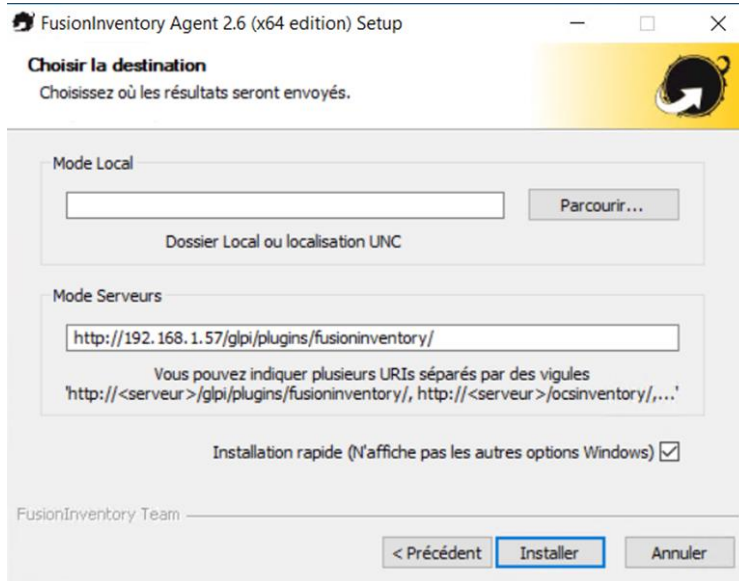 FusionInventory Agent 2.6 (x64 edition) Setup
Choisir la destination
Choisissez où les résultats seront envoyés.
Mode Local
Parcourir...
Dossier Local ou localisation UNC
Mode Serveurs
http://192.168.1.57/glpi/plugins/fusioninventory/
Vous pouvez indiquer plusieurs URIs séparés par des vigules
'http://<serveur>/glpi/plugins/fusioninventory/, http://<serveur>/ocsinventory/,...'
Installation rapide (N'affiche pas les autres options Windows)
FusionInventory Team
< Précédent Installer Annuler